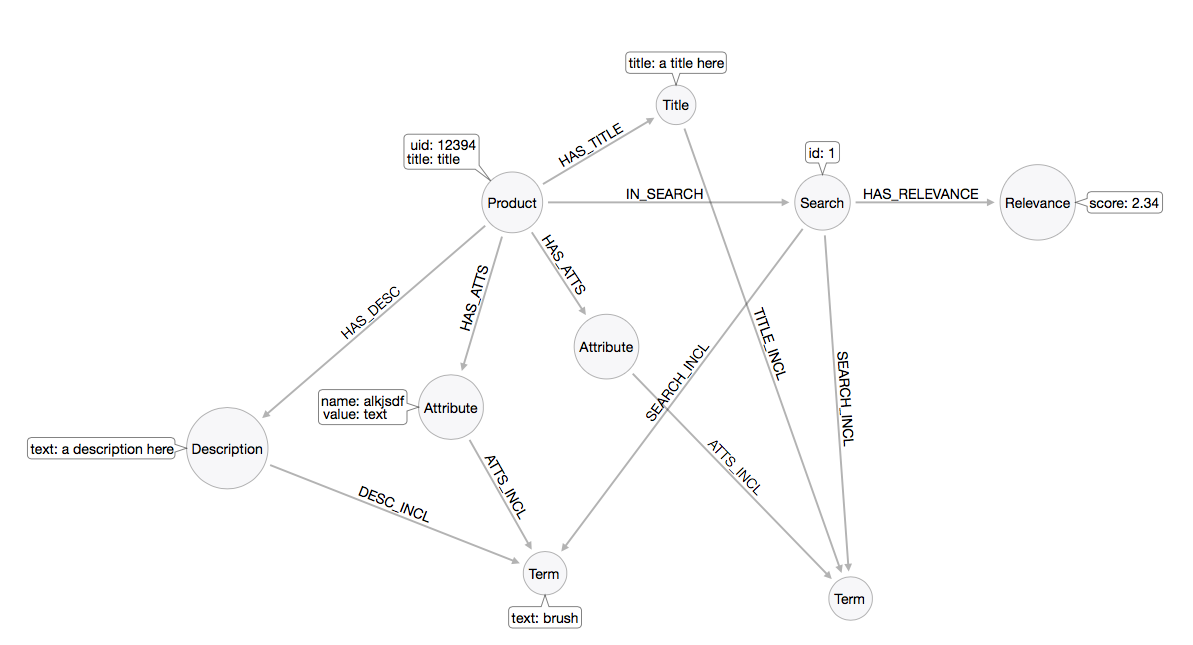 title: a title here
Title
HAS_TITLE
uid: 12394
title: title
id: 1
Product
IN_SEARCH
Search
HAS_RELEVANCE
Relevance
score: 2.34
HAS_DESC
HAS_ATTS
HAS_ATTS
Attribute
TITLE_INCL
SEARCH_INCL
SEARCH_INCL
name: alkjsdf
value: text
Attribute
text: a description here
Description
DESC_INCL
ATTS_INCL
ATTS_INCL
Term
text: brush
Term